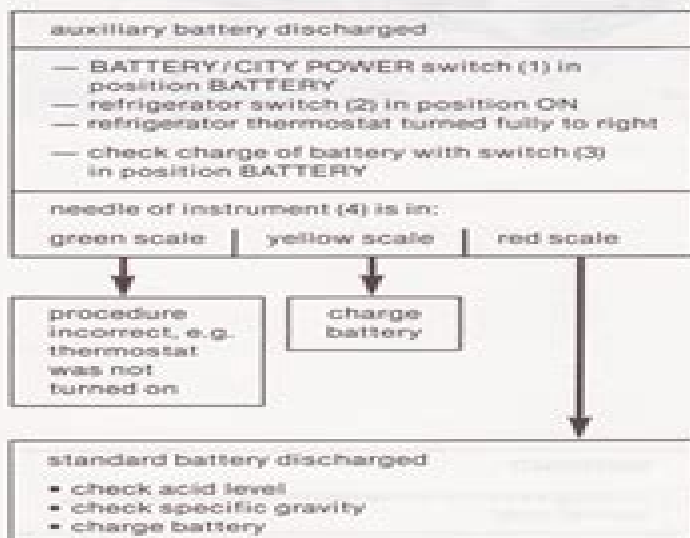 auxiliary battery discharged
— BATTERY/CITY POWER switch (1) in
position BATTERY
— refrigerator switch (2) in position ON
— refrigerator thermostat turned fully to right
— check charge of battery with switch (3)
in position BATTERY
needle of instrument (4) is in:
green scale | yellow scale | red scale
procedure
incorrect, e.g.
thermostat
was not
turned on
charge
battery
standard battery discharged
• check acid level
• check specific gravity
• charge battery